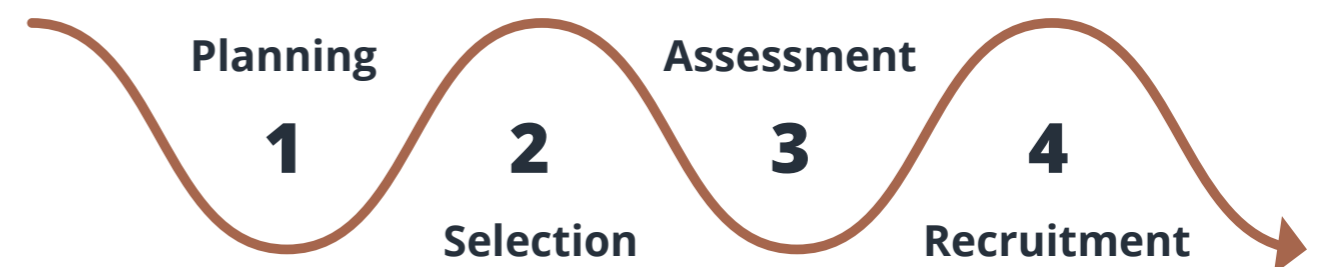 Planning
1
Selection
2
Assessment
3
Recruitment
4